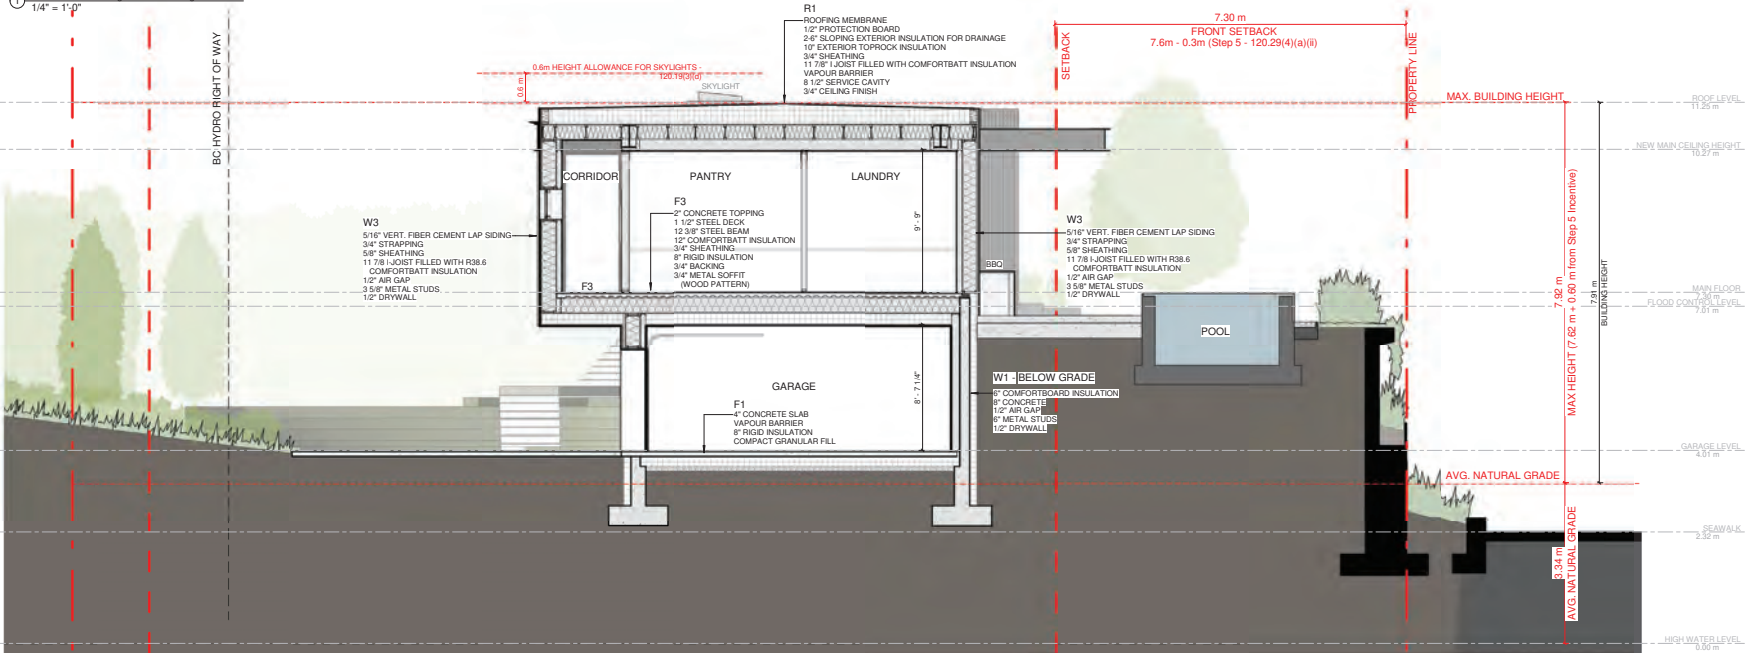 1
1/4" = 1'-0"
BC HYDRO RIGHT OF WAY
0.6m HEIGHT ALLOWANCE FOR SKYLIGHTS -
120.19(3)(d)
0.6 m
SKYLIGHT
R1
ROOFING MEMBRANE
1/2" PROTECTION BOARD
2-6" SLOPING EXTERIOR INSULATION FOR DRAINAGE
10" EXTERIOR TOPROCK INSULATION
3/4" SHEATHING
11 7/8" I-JOIST FILLED WITH COMFORTBATT INSULATION
VAPOUR BARRIER
8 1/2" SERVICE CAVITY
3/4" CEILING FINISH
SETBACK
7.30 m
FRONT SETBACK
7.6m - 0.3m (Step 5 - 120.29(4)(a)(ii)
PROPERTY LINE
MAX. BUILDING HEIGHT
ROOF LEVEL
11.25 m
NEW MAIN CEILING HEIGHT
10.27 m
CORRIDOR
PANTRY
LAUNDRY
W3
5/16" VERT. FIBER CEMENT LAP SIDING
3/4" STRAPPING
5/8" SHEATHING
11 7/8 I-JOIST FILLED WITH R38.6
COMFORTBATT INSULATION
1/2" AIR GAP
3 5/8" METAL STUDS
1/2" DRYWALL
F3
2" CONCRETE TOPPING
1 1/2" STEEL DECK
12 3/8" STEEL BEAM
12" COMFORTBATT INSULATION
3/4" SHEATHING
8" RIGID INSULATION
3/4" BACKING
3/4" METAL SOFFIT
(WOOD PATTERN)
F3
9' - 9"
BBQ
W3
5/16" VERT. FIBER CEMENT LAP SIDING
3/4" STRAPPING
5/8" SHEATHING
11 7/8 I-JOIST FILLED WITH R38.6
COMFORTBATT INSULATION
1/2" AIR GAP
3 5/8" METAL STUDS
1/2" DRYWALL
7.92 m
MAX HEIGHT (7.62 m + 0.60 m from Step 5 Incentive)
7.91 m
BUILDING HEIGHT
MAIN FLOOR
7.30 m
FLOOD CONTROL LEVEL
7.01 m
POOL
GARAGE
8' - 7 1/4"
F1
4" CONCRETE SLAB
VAPOUR BARRIER
8" RIGID INSULATION
COMPACT GRANULAR FILL
W1 - BELOW GRADE
6" COMFORTBOARD INSULATION
8" CONCRETE
1/2" AIR GAP
6" METAL STUDS
1/2" DRYWALL
GARAGE LEVEL
4.01 m
AVG. NATURAL GRADE
3.34 m
AVG. NATURAL GRADE
SEAWALK
2.32 m
HIGH WATER LEVEL
0.00 m